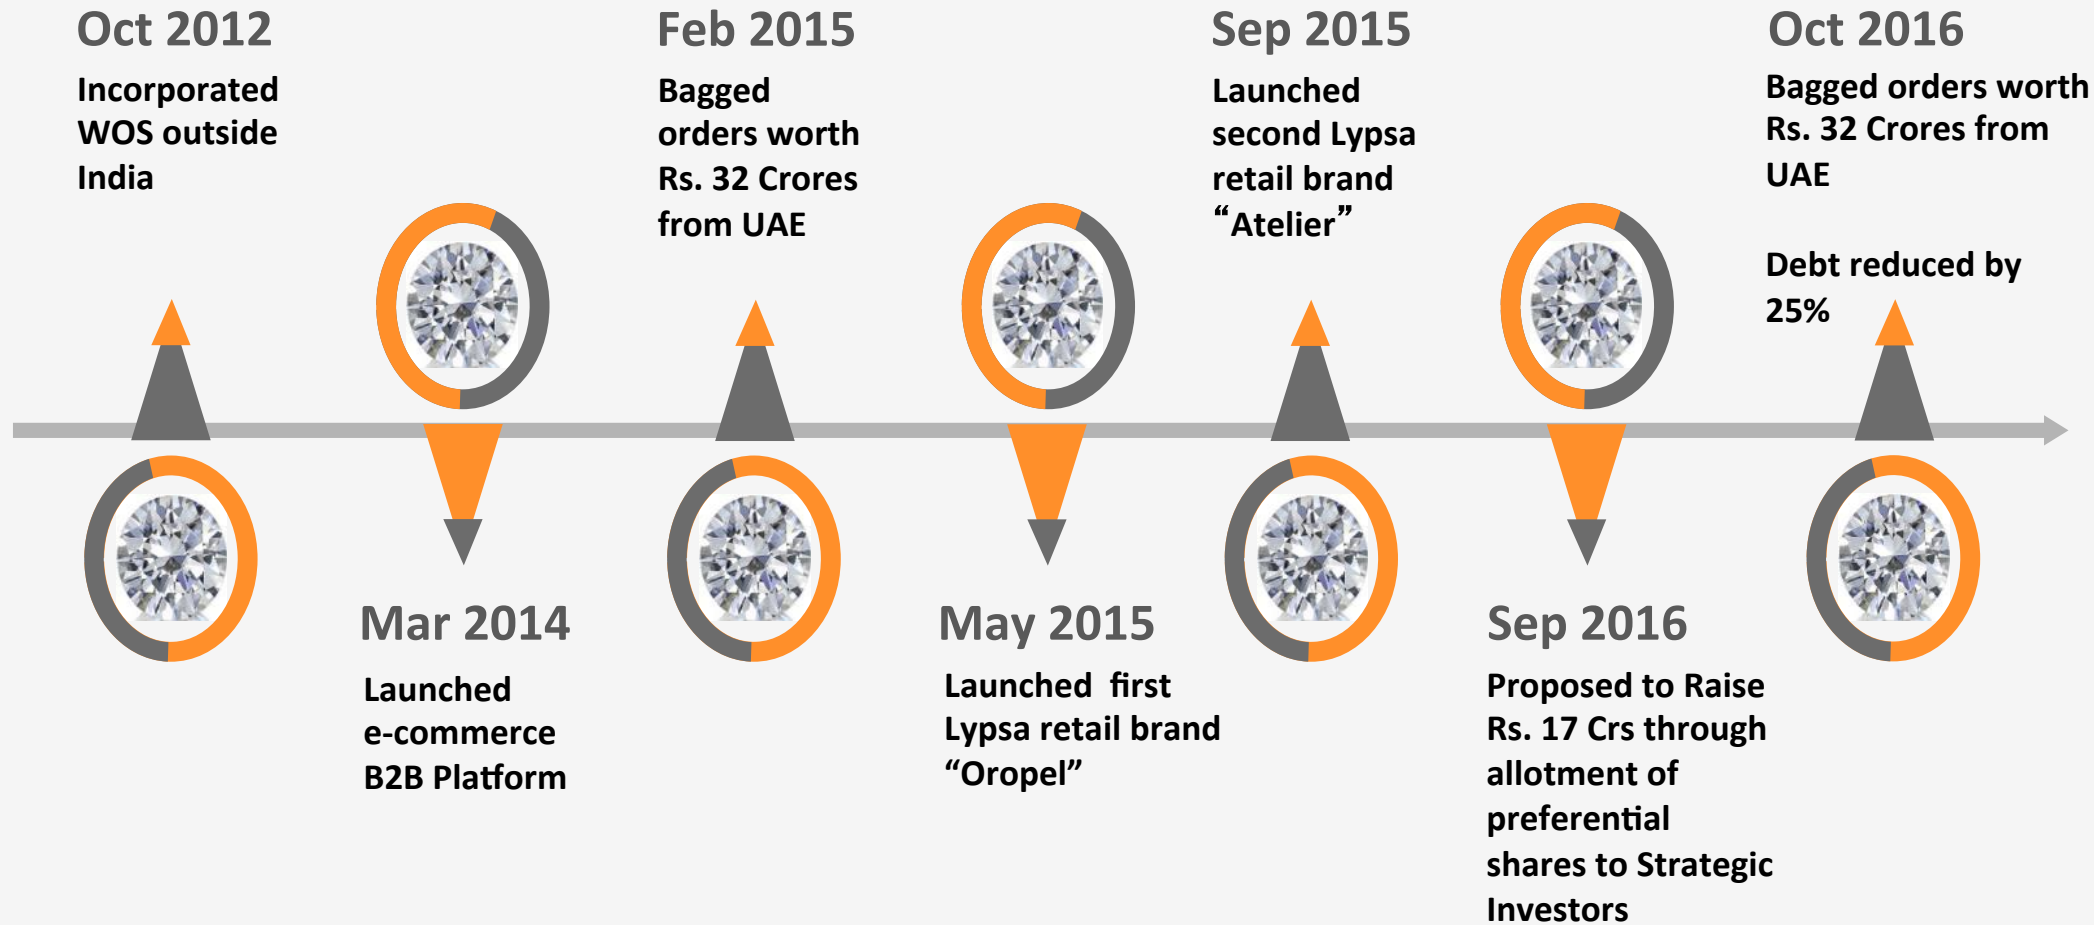 Oct 2012
Incorporated
WOS outside
India
Mar 2014
Launched
e-commerce
B2B Platform
Feb 2015
Bagged
orders worth
Rs. 32 Crores
from UAE
May 2015
Launched first
Lypsa retail brand
“Oropel”
Sep 2015
Launched
second Lypsa
retail brand
“Atelier”
Sep 2016
Proposed to Raise
Rs. 17 Crs through
allotment of
preferential
shares to Strategic
Investors
Oct 2016
Bagged orders worth
Rs. 32 Crores from
UAE
Debt reduced by
25%